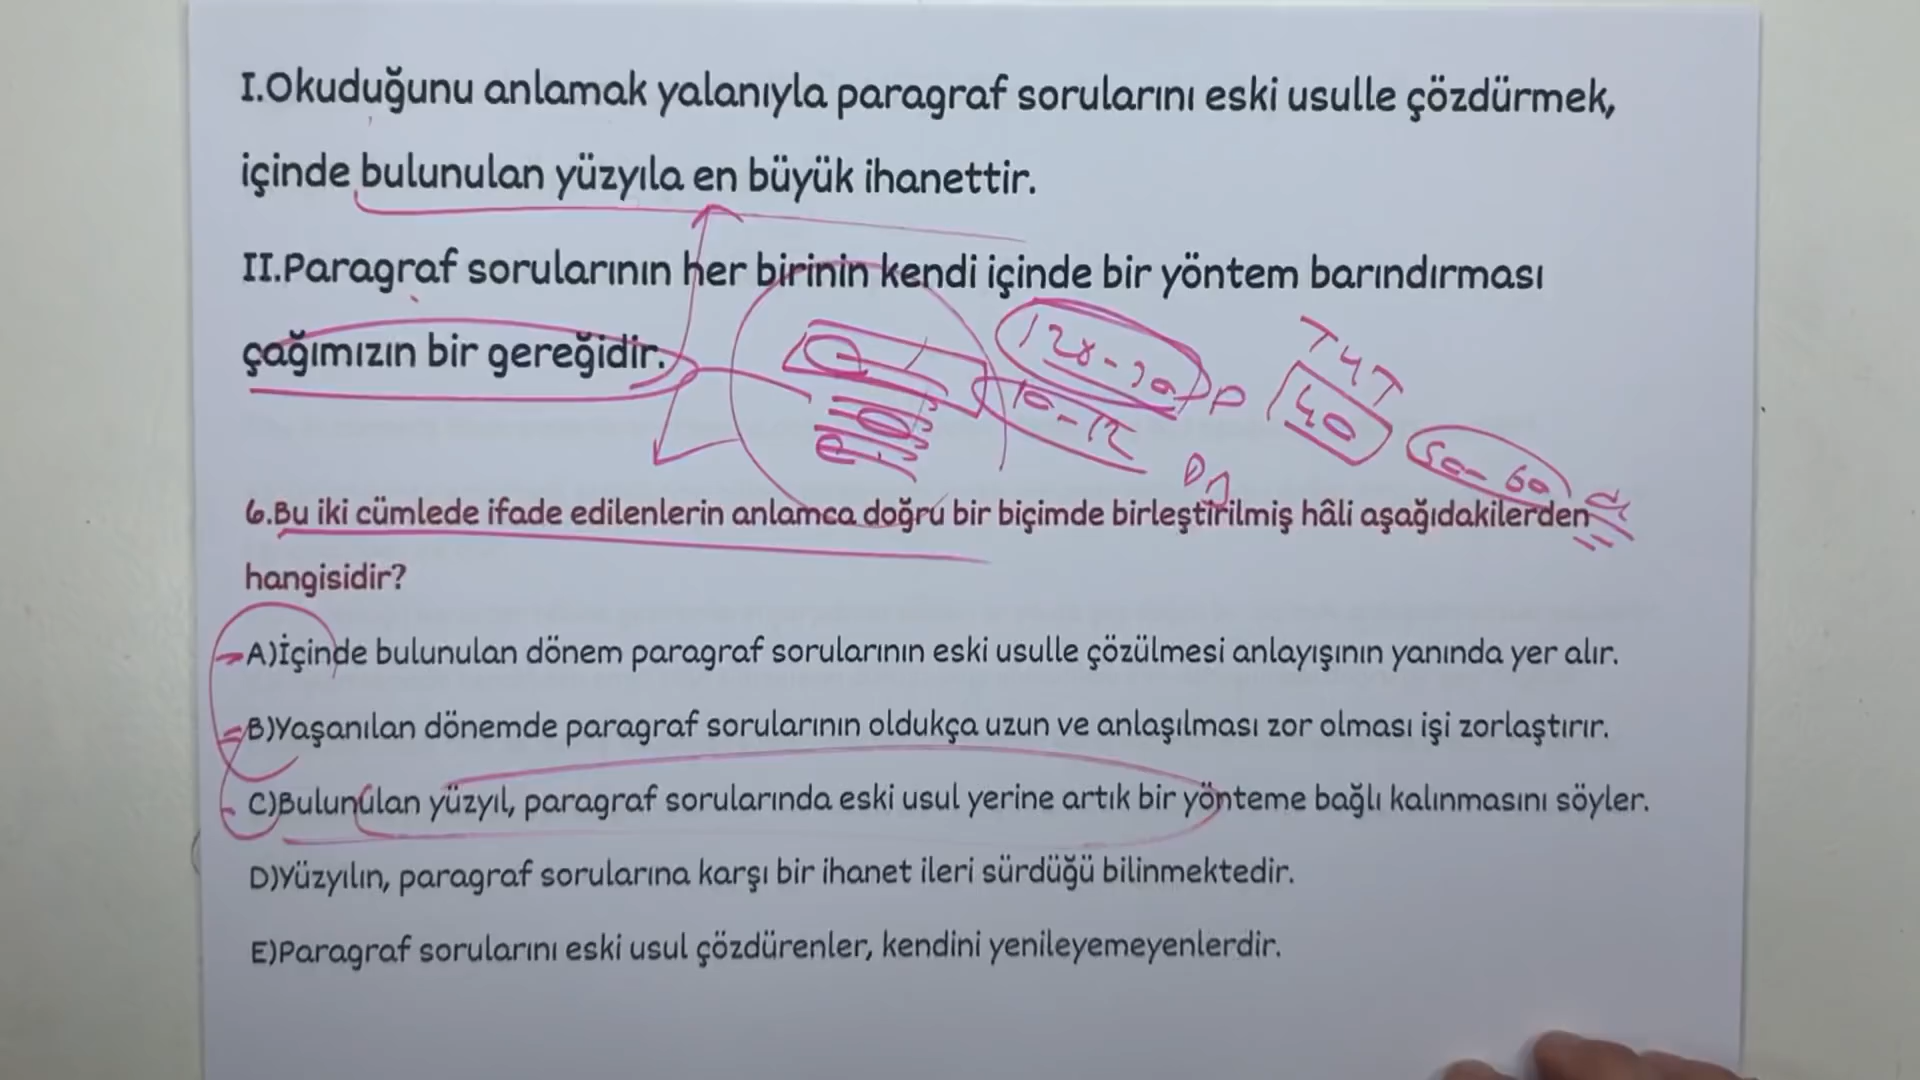 I.Okuduğunu anlamak yalanıyla paragraf sorularını eski usulle çözdürmek,
içinde bulunulan yüzyıla en büyük ihanettir.
II.Paragraf sorularının her birinin kendi içinde bir yöntem barındırması
çağımızın bir gereğidir.
TYT
40
10-12
6.Bu iki cümlede ifade edilenlerin anlamca doğru bir biçimde birleştirilmiş hâli aşağıdakilerden
hangisidir?
A)İçinde bulunulan dönem paragraf sorularının eski usulle çözülmesi anlayışının yanında yer alır.
B)Yaşanılan dönemde paragraf sorularının oldukça uzun ve anlaşılması zor olması işi zorlaştırır.
C)Bulunulan yüzyıl, paragraf sorularında eski usul yerine artık bir yönteme bağlı kalınmasını söyler.
D)Yüzyılın, paragraf sorularına karşı bir ihanet ileri sürdüğü bilinmektedir.
E)Paragraf sorularını eski usul çözdürenler, kendini yenileyemeyenlerdir.